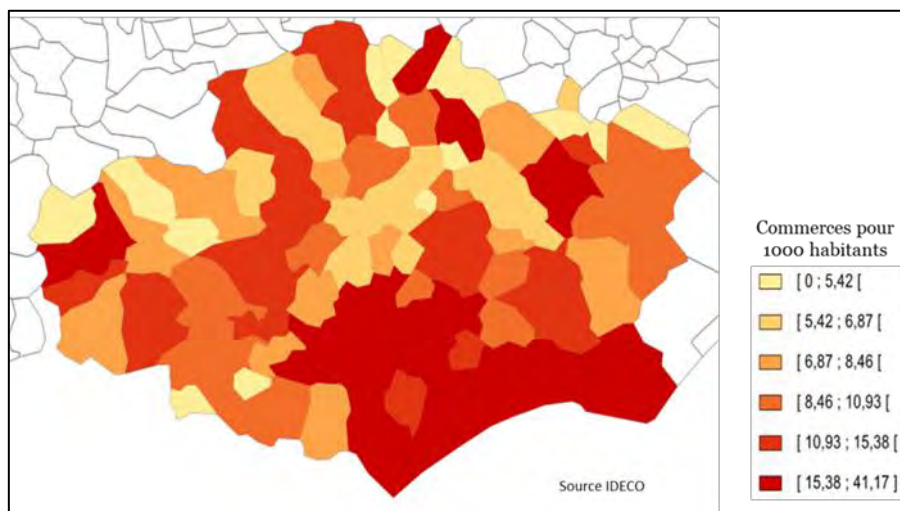 Commerces pour
1000 habitants
[ 0 ; 5,42 [
[ 5,42 ; 6,87 [
[ 6,87 ; 8,46 [
[ 8,46 ; 10,93 [
[ 10,93 ; 15,38 [
[ 15,38 ; 41,17 ]
Source IDECO